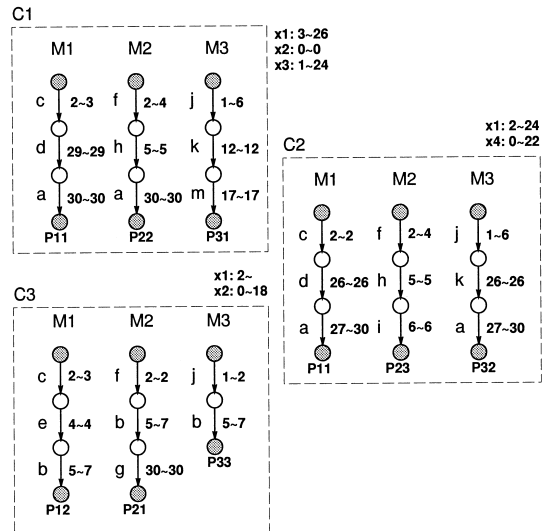 C1
x1: 3~26
x2: 0~0
x3: 1~24
M1 M2 M3
c 2~3 f 2~4 j 1~6
d 29~29 h 5~5 k 12~12
a 30~30 a 30~30 m 17~17
P11 P22 P31
x1: 2~24
x4: 0~22
C2
M1 M2 M3
c 2~2 f 2~4 j 1~6
d 26~26 h 5~5 k 26~26
a 27~30 i 6~6 a 27~30
P11 P23 P32
x1: 2~
x2: 0~18
C3
M1 M2 M3
c 2~3 f 2~2 j 1~2
e 4~4 b 5~7 b 5~7
P33
b 5~7 g 30~30
P12 P21